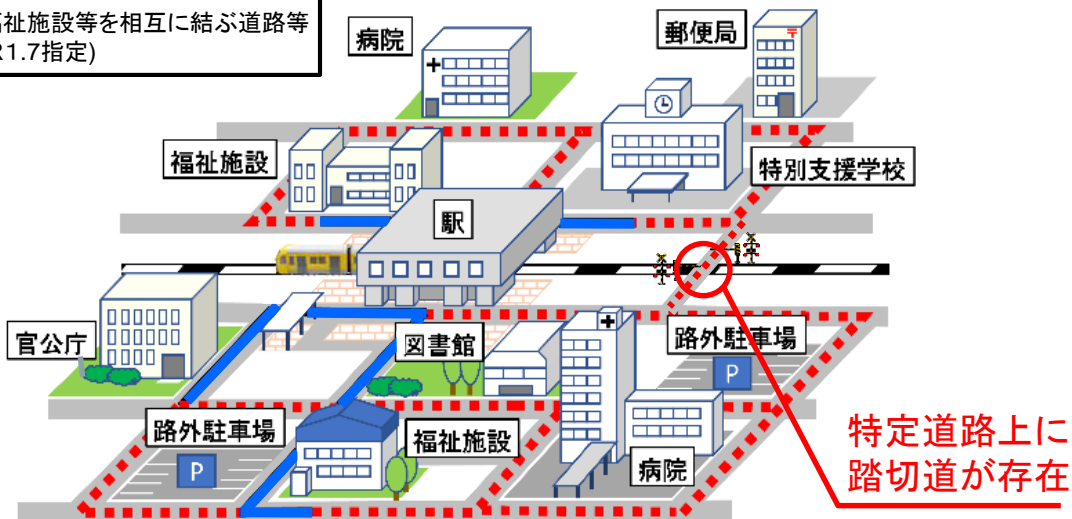 福祉施設等を相互に結ぶ道路等
R1.7指定)
病院
郵便局
福祉施設
特別支援学校
駅
官公庁
図書館
路外駐車場
P
路外駐車場
P
福祉施設
病院
特定道路上に
踏切道が存在